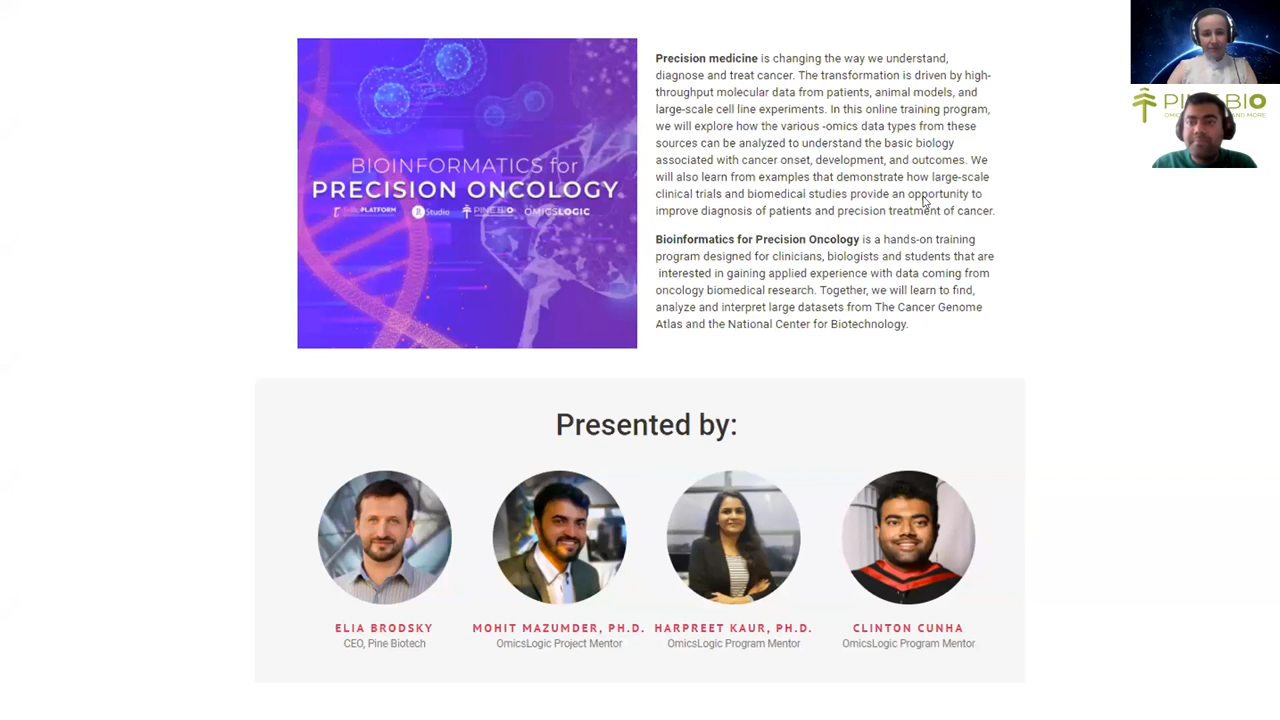 BIOINFORMATICS for
PRECISION ONCOLOGY
PLATFORM
R Studio
PINE BIO
OMICSLOGIC
Precision medicine is changing the way we understand,
diagnose and treat cancer. The transformation is driven by high-
throughput molecular data from patients, animal models, and
large-scale cell line experiments. In this online training program,
we will explore how the various -omics data types from these
sources can be analyzed to understand the basic biology
associated with cancer onset, development, and outcomes. We
will also learn from examples that demonstrate how large-scale
clinical trials and biomedical studies provide an opportunity to
improve diagnosis of patients and precision treatment of cancer.
Bioinformatics for Precision Oncology is a hands-on training
program designed for clinicians, biologists and students that are
interested in gaining applied experience with data coming from
oncology biomedical research. Together, we will learn to find,
analyze and interpret large datasets from The Cancer Genome
Atlas and the National Center for Biotechnology.
Presented by:
ELIA BRODSKY
CEO, Pine Biotech
MOHIT MAZUMDER, PH.D.
OmicsLogic Project Mentor
HARPREET KAUR, PH.D.
OmicsLogic Program Mentor
CLINTON CUNHA
OmicsLogic Program Mentor